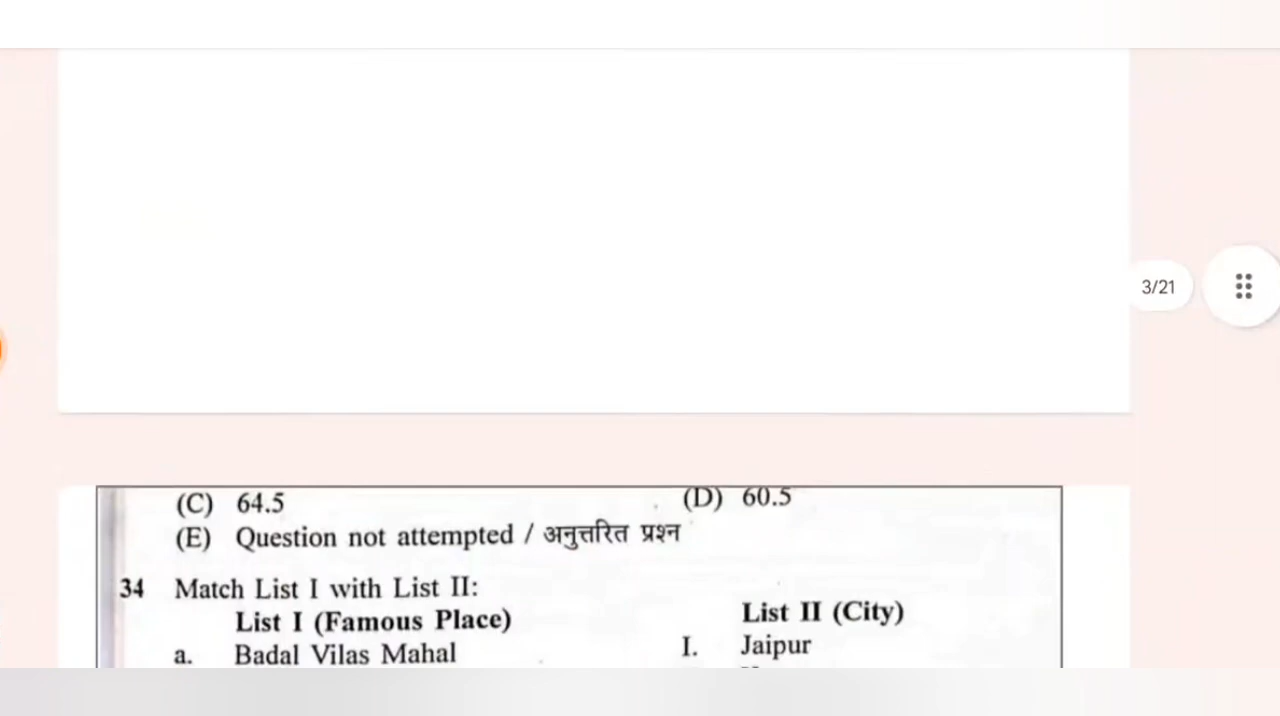 3/21
(C) 64.5 (D) 60.5
(E) Question not attempted / अनुत्तरित प्रश्न
34 Match List I with List II:
List I (Famous Place) List II (City)
a. Badal Vilas Mahal I. Jaipur